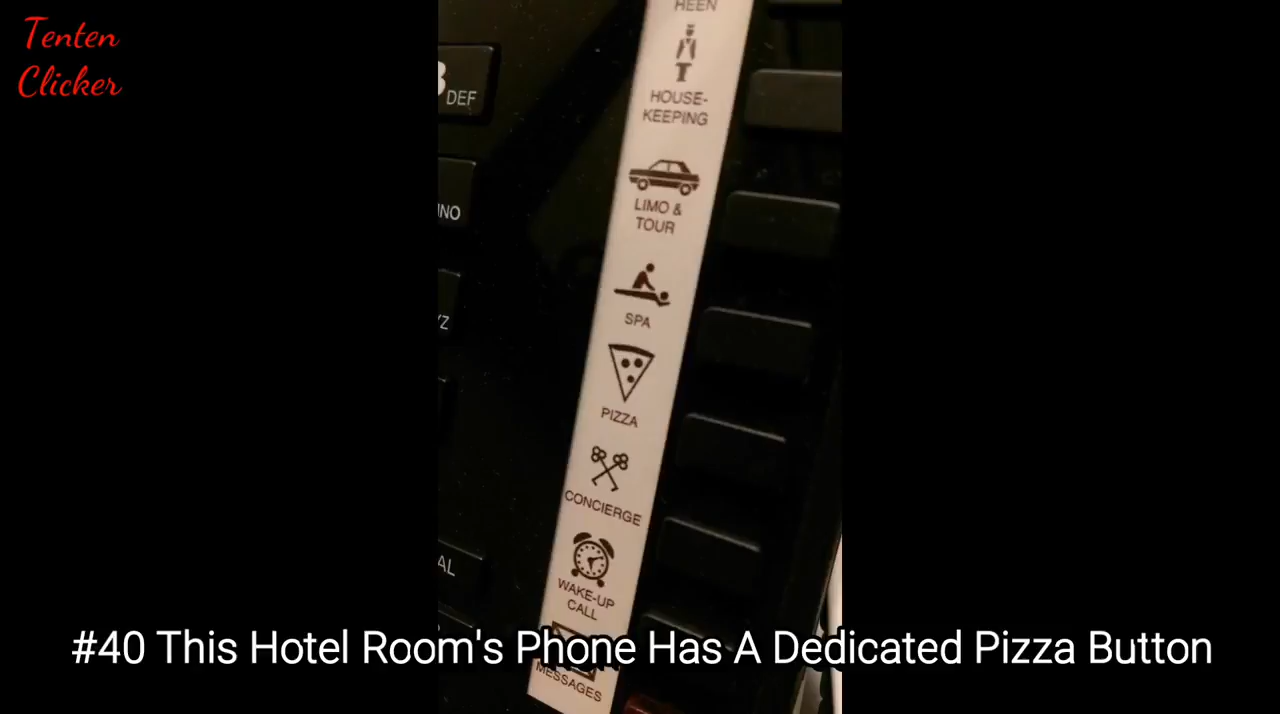 Tenten
Clicker
HEEN
HOUSE-
KEEPING
DEF
LIMO &
TOUR
SPA
PIZZA
CONCIERGE
WAKE-UP
CALL
MESSAGES
#40 This Hotel Room's Phone Has A Dedicated Pizza Button